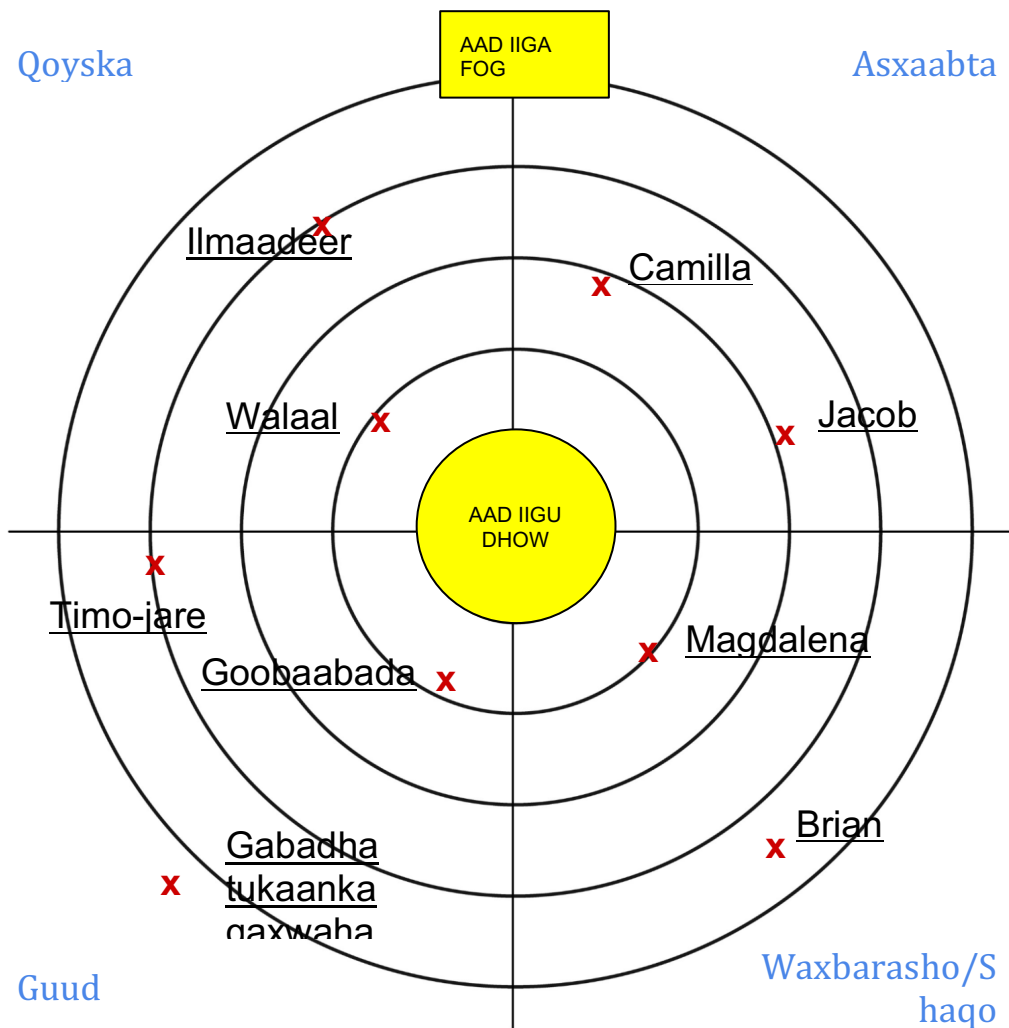 Qoyska
AAD IIGA
FOG
Asxaabta
Ilmaadeer
x
Camilla
x
Walaal
x
Jacob
x
AAD IIGU
DHOW
x
Timo-jare
Goobaabada
x
x
Magdalena
Gabadha
tukaanka
qaxwaha
x
Brian
x
Guud
Waxbarasho/S
haqo